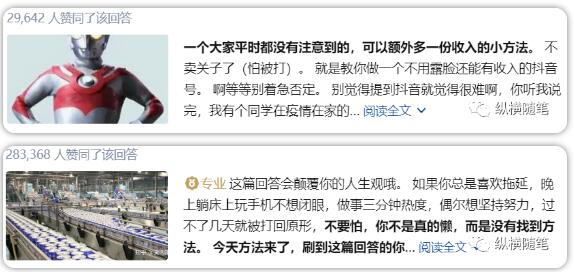 29,642 人赞同了该回答
一个大家平时都没有注意到的，可以额外多一份收入的小方法。 不
卖关子了（怕被打）。 就是教你做一个不用露脸还能有收入的抖音
号。 啊等等别着急否定。 别觉得提到抖音就觉得很难啊，你听我说
完，我有个同学在疫情在家的... 阅读全文
纵横随笔
283,368 人赞同了该回答
专业 这篇回答会颠覆你的人生观哦。 如果你总是喜欢拖延，晚
上躺床上玩手机不想闭眼，做事三分钟热度，偶尔想坚持努力，过
不了几天就被打回原形，不要怕，你不是真的懒，而是没有找到方
法。 今天方法来了，刷到这篇回答的你... 阅读全文
纵横随笔